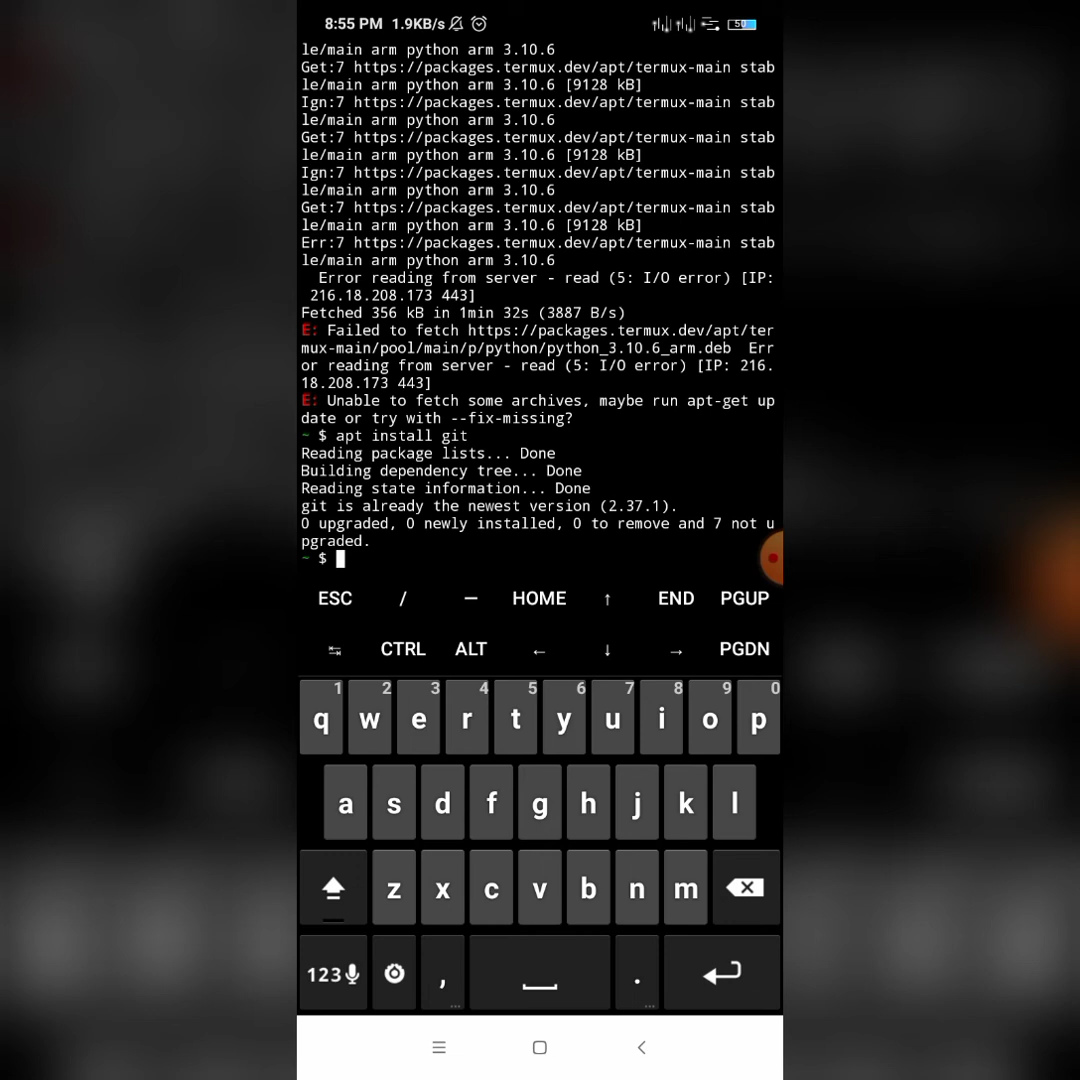 8:55 PM 1.9KB/s 50
le/main arm python arm 3.10.6
Get:7 https://packages.termux.dev/apt/termux-main stab
le/main arm python arm 3.10.6 [9128 kB]
Ign:7 https://packages.termux.dev/apt/termux-main stab
le/main arm python arm 3.10.6
Get:7 https://packages.termux.dev/apt/termux-main stab
le/main arm python arm 3.10.6 [9128 kB]
Ign:7 https://packages.termux.dev/apt/termux-main stab
le/main arm python arm 3.10.6
Get:7 https://packages.termux.dev/apt/termux-main stab
le/main arm python arm 3.10.6 [9128 kB]
Err:7 https://packages.termux.dev/apt/termux-main stab
le/main arm python arm 3.10.6
  Error reading from server - read (5: I/O error) [IP:
 216.18.208.173 443]
Fetched 356 kB in 1min 32s (3887 B/s)
E: Failed to fetch https://packages.termux.dev/apt/ter
mux-main/pool/main/p/python/python_3.10.6_arm.deb  Err
or reading from server - read (5: I/O error) [IP: 216.
18.208.173 443]
E: Unable to fetch some archives, maybe run apt-get up
date or try with --fix-missing?
~ $ apt install git
Reading package lists... Done
Building dependency tree... Done
Reading state information... Done
git is already the newest version (2.37.1).
0 upgraded, 0 newly installed, 0 to remove and 7 not u
pgraded.
~ $
ESC / — HOME ↑ END PGUP
↹ CTRL ALT ← ↓ → PGDN
1 2 3 4 5 6 7 8 9 0
q w e r t y u i o p
a s d f g h j k l
z x c v b n m
123 , .